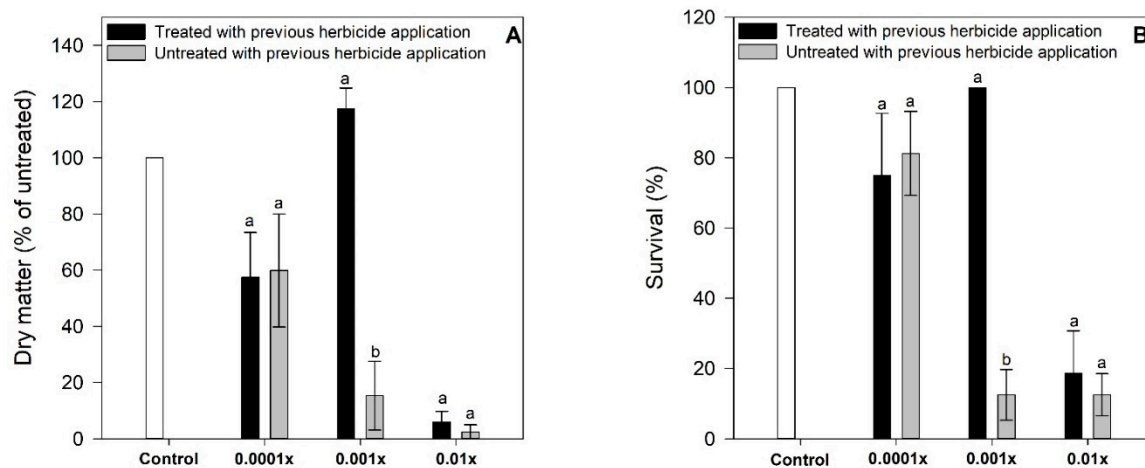 Treated with previous herbicide application
Untreated with previous herbicide application
A
Dry matter (% of untreated)
140
120
100
80
60
40
20
0
a
a
a
b
a
a
Control
0.0001x
0.001x
0.01x
Treated with previous herbicide application
Untreated with previous herbicide application
B
Survival (%)
120
100
80
60
40
20
0
a
a
a
b
a
a
Control
0.0001x
0.001x
0.01x